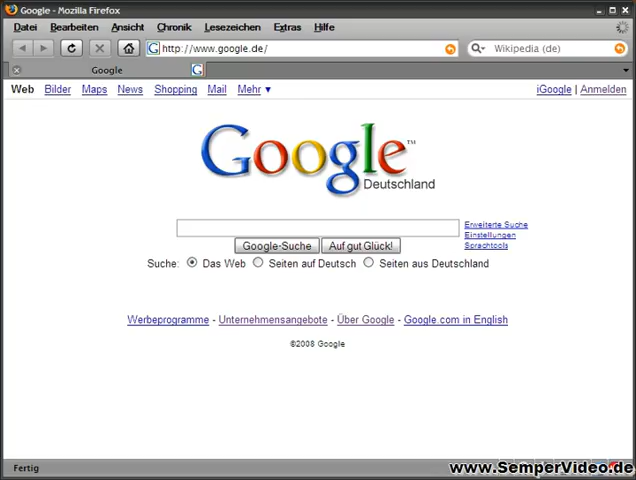 Google - Mozilla Firefox
Datei Bearbeiten Ansicht Chronik Lesezeichen Extras Hilfe
http://www.google.de/ Wikipedia (de)
Google
Web Bilder Maps News Shopping Mail Mehr ▼ iGoogle | Anmelden
Google™
Deutschland
Erweiterte Suche
Einstellungen
Sprachtools
Google-Suche Auf gut Glück!
Suche: Das Web Seiten auf Deutsch Seiten aus Deutschland
Werbeprogramme - Unternehmensangebote - Über Google - Google.com in English
©2008 Google
Fertig
www.SemperVideo.de